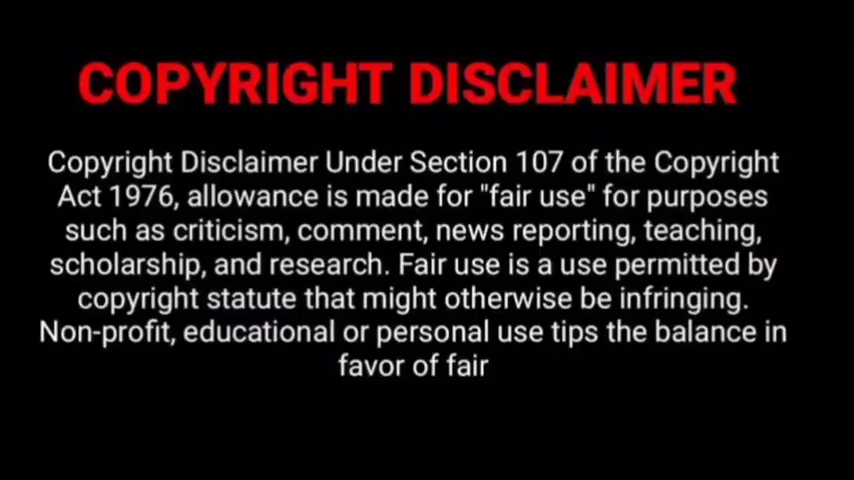 COPYRIGHT DISCLAIMER
Copyright Disclaimer Under Section 107 of the Copyright
Act 1976, allowance is made for "fair use" for purposes
such as criticism, comment, news reporting, teaching,
scholarship, and research. Fair use is a use permitted by
copyright statute that might otherwise be infringing.
Non-profit, educational or personal use tips the balance in
favor of fair